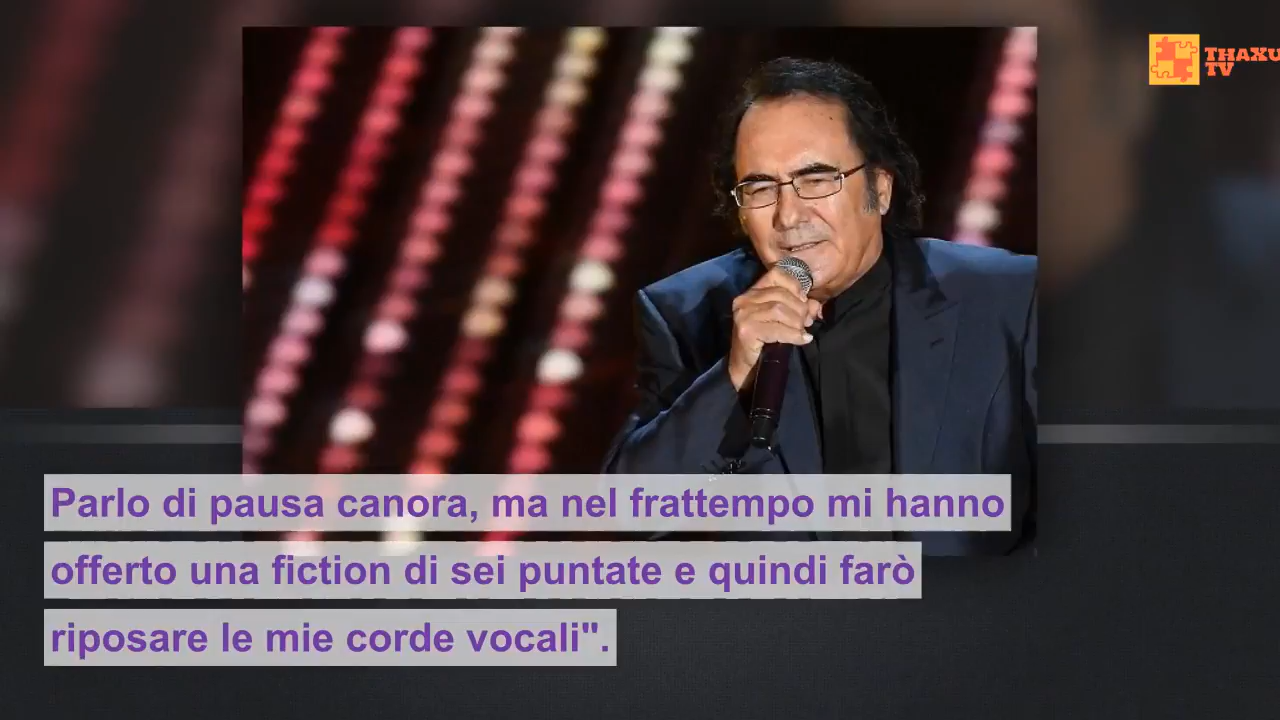 THAXU
TV
Parlo di pausa canora, ma nel frattempo mi hanno
offerto una fiction di sei puntate e quindi farò
riposare le mie corde vocali".